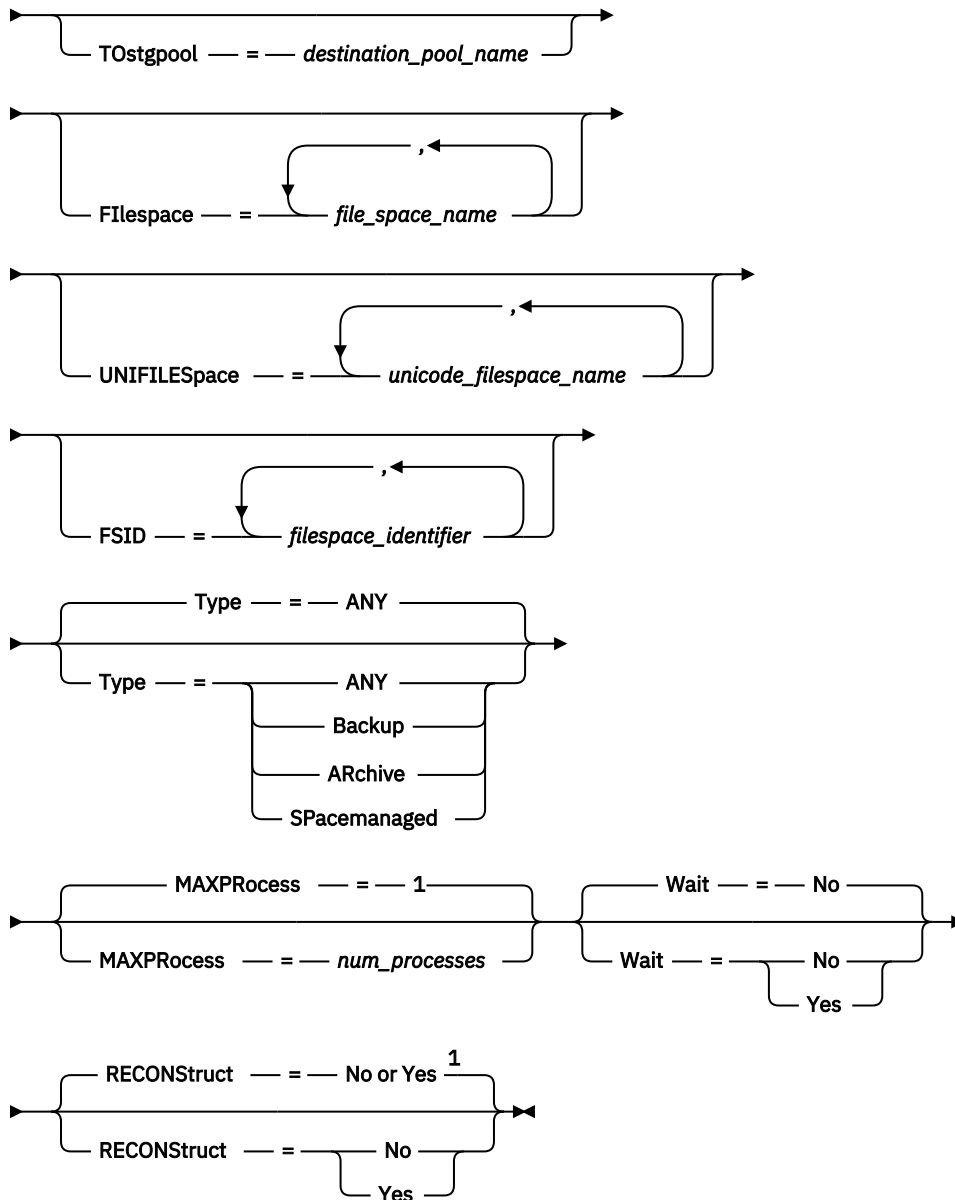 TOstgpool = destination_pool_name
,
FIlespace = file_space_name
,
UNIFILESpace = unicode_filespace_name
,
FSID = filespace_identifier
Type = ANY
Type = ANY
Backup
ARchive
SPacemanaged
MAXPRocess = 1 Wait = No
MAXPRocess = num_processes Wait = No
Yes
RECONStruct = No or Yes 1
RECONStruct = No
Yes